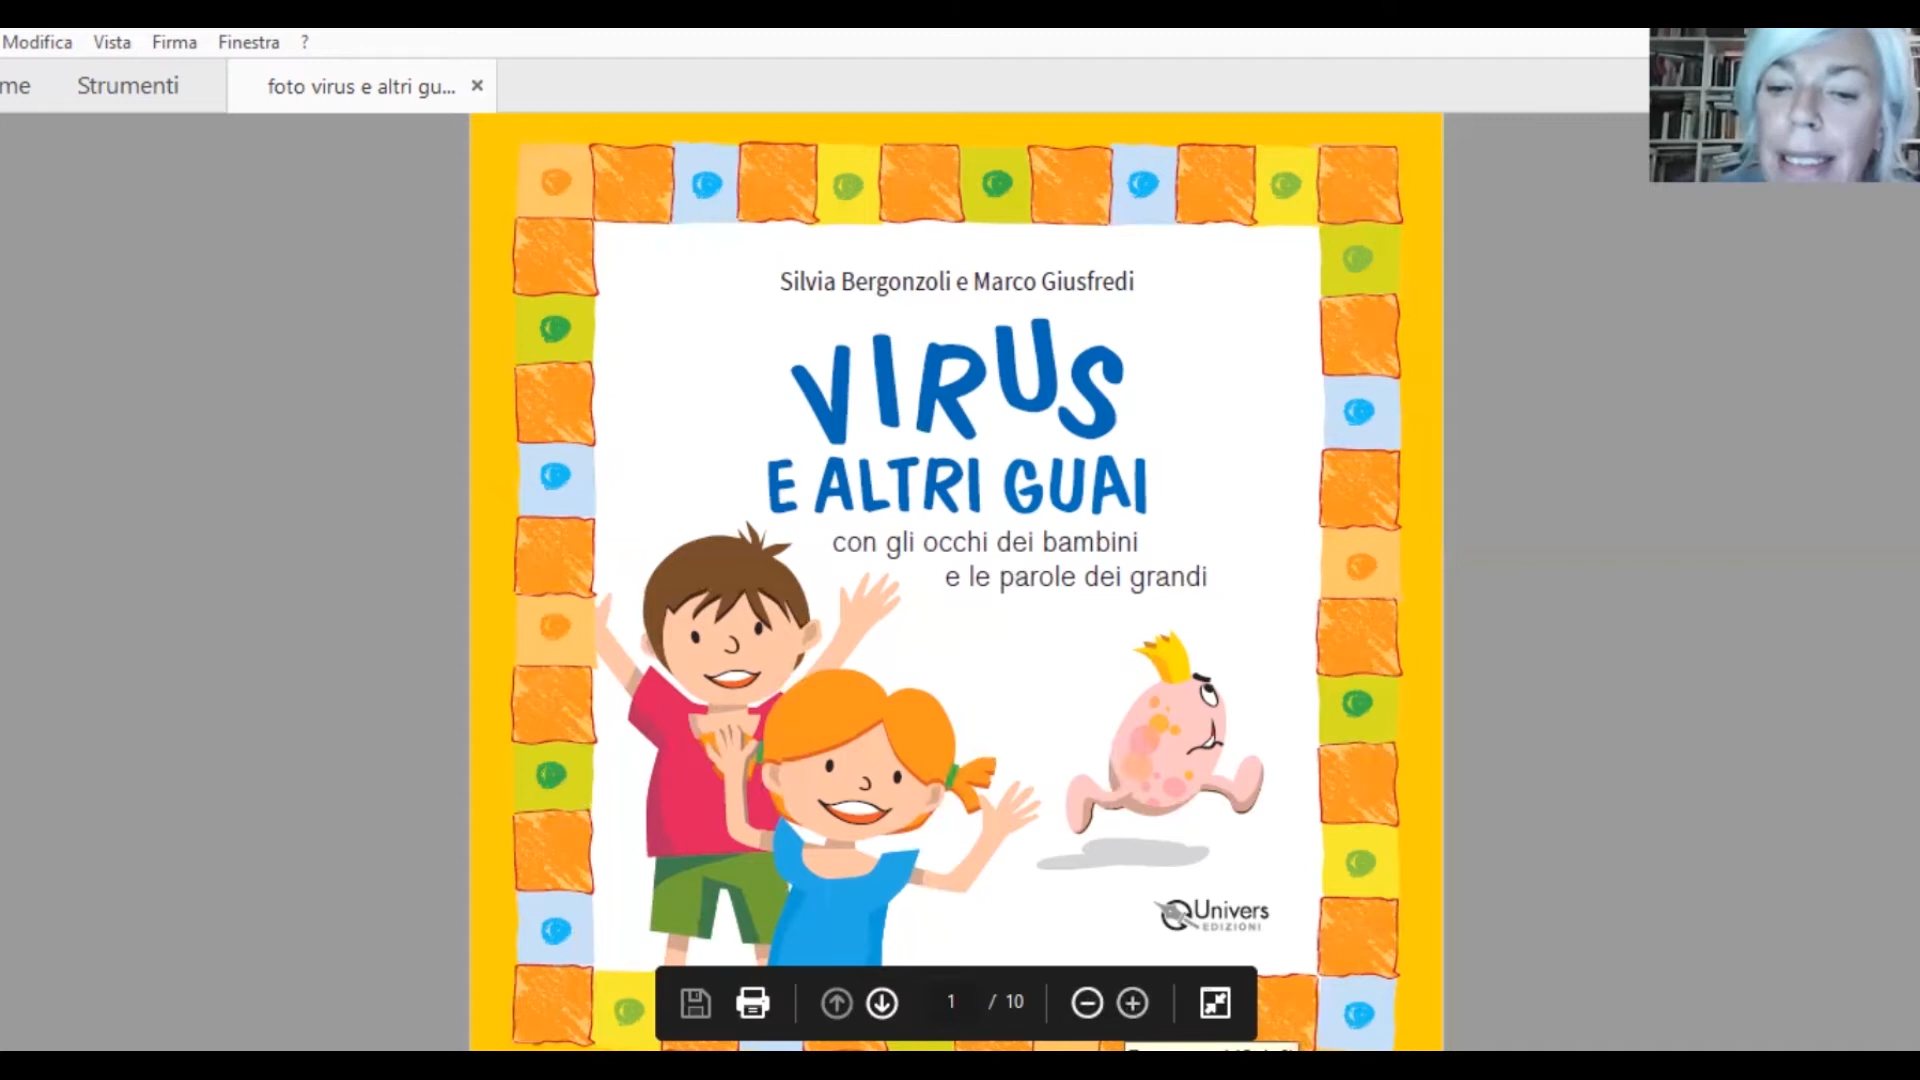 Modifica Vista Firma Finestra ?
me Strumenti foto virus e altri gu... ×
Silvia Bergonzoli e Marco Giusfredi
VIRUS
E ALTRI GUAI
con gli occhi dei bambini
e le parole dei grandi
Univers
EDIZIONI
1 / 10